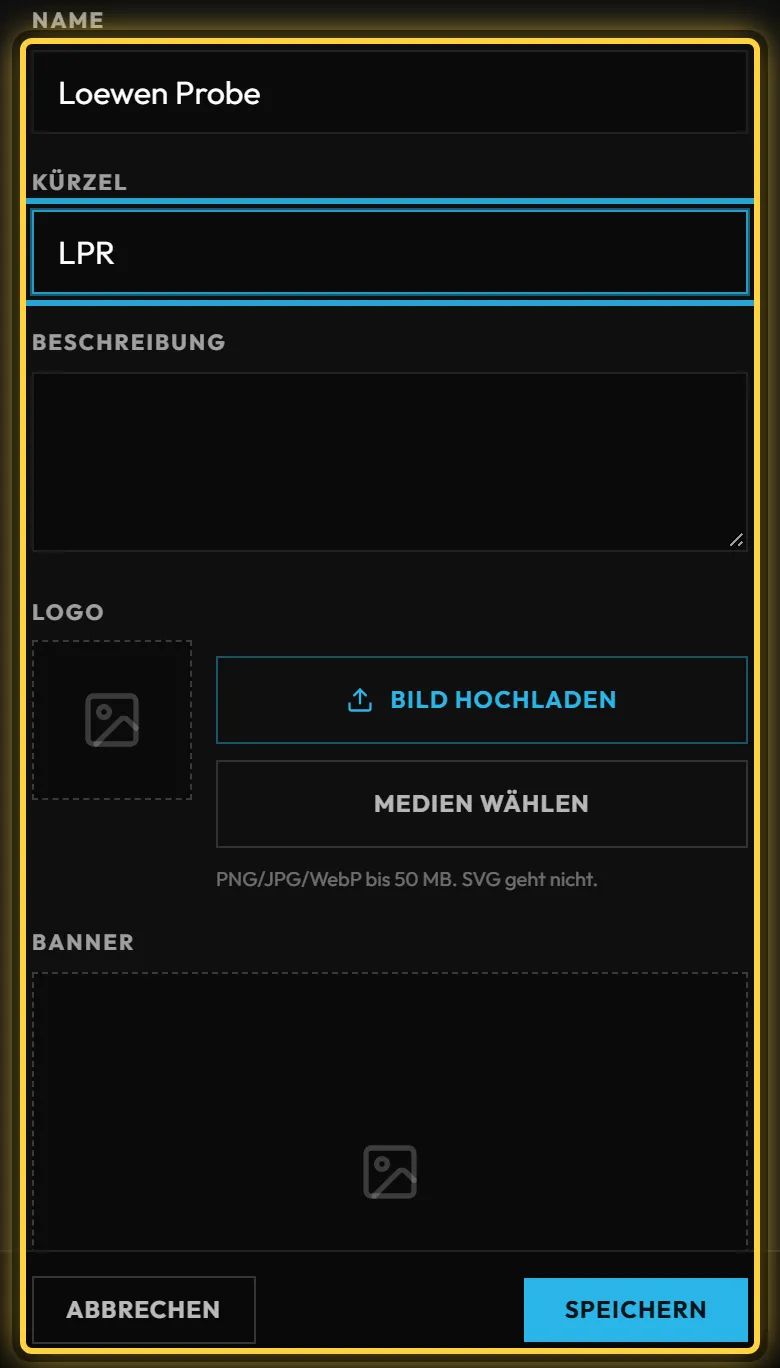 NAME
Loewen Probe
KÜRZEL
LPR
BESCHREIBUNG
LOGO
BILD HOCHLADEN
MEDIEN WÄHLEN
PNG/JPG/WebP bis 50 MB. SVG geht nicht.
BANNER
ABBRECHEN
SPEICHERN